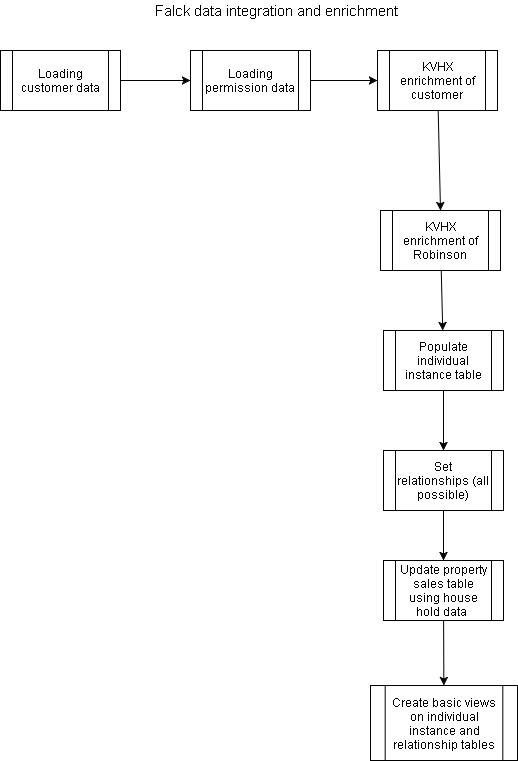 Falck data integration and enrichment
Loading
customer data
Loading
permission data
KVHX
enrichment of
customer
KVHX
enrichment of
Robinson
Populate
individual
instance table
Set
relationships (all
possible)
Update property
sales table
using house
hold data
Create basic views
on individual
instance and
relationship tables